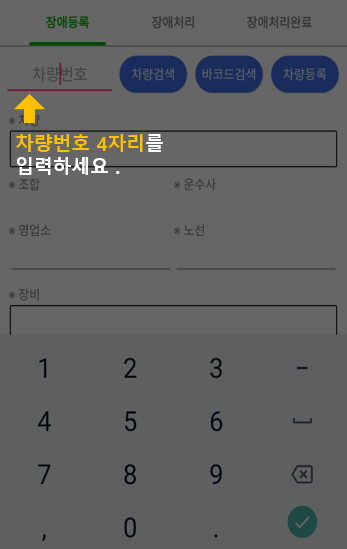 장애등록 장애처리 장애처리완료
차량번호 차량검색 바코드검색 차량등록
※ 차량
차량번호 4자리를
입력하세요 .
※ 조합 ※ 운수사
※ 영업소 ※ 노선
※ 장비
1 2 3 -
4 5 6
7 8 9
, 0 .